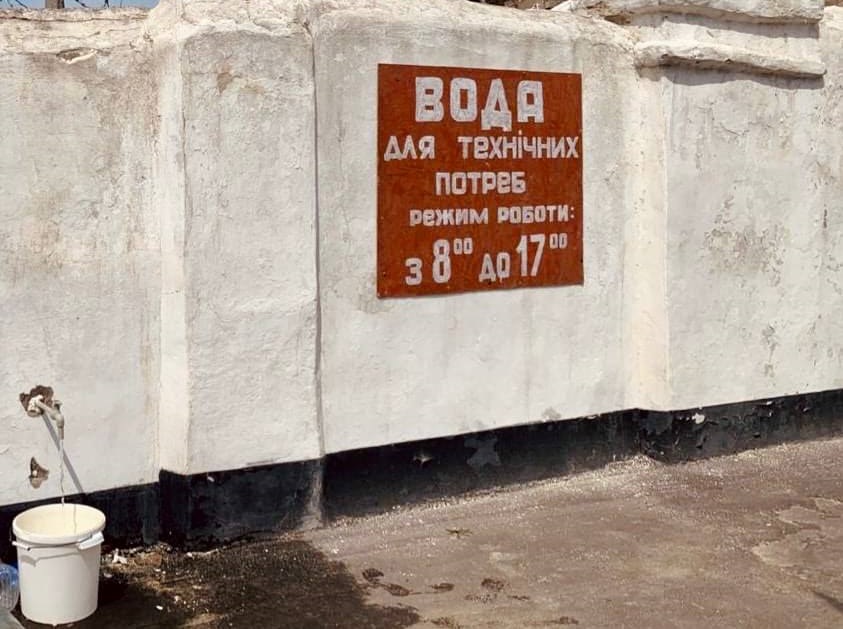 ВОДА
ДЛЯ ТЕХНІЧНИХ
ПОТРЕБ
РЕЖИМ РОБОТИ:
З 8⁰⁰ ДО 17⁰⁰